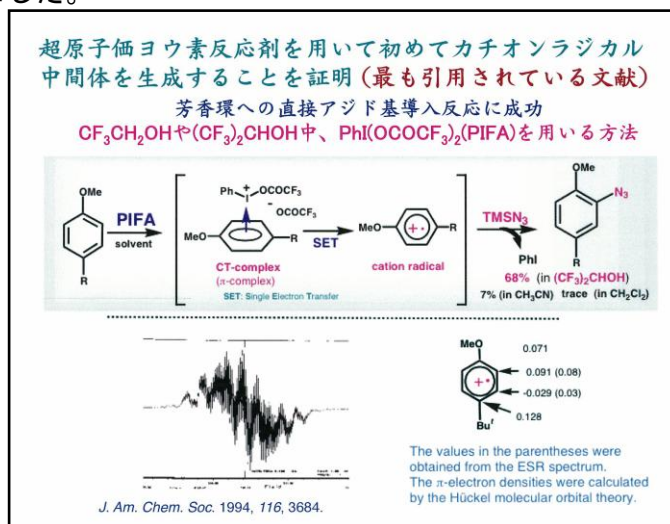 した。
超原子価ヨウ素反応剤を用いて初めてカチオンラジカル
中間体を生成することを証明 (最も引用されている文献)
芳香環への直接アジド基導入反応に成功
CF3CH2OHや(CF3)2CHOH中、PhI(OCOCF3)2(PIFA)を用いる方法
OMe
R
PIFA
solvent
Ph
I
+
OCOCF3
- OCOCF3
MeO
R
CT-complex
(π-complex)
SET: Single Electron Transfer
SET
MeO
R
+•
cation radical
TMSN3
PhI
OMe
N3
R
68% (in (CF3)2CHOH)
7% (in CH3CN) trace (in CH2Cl2)
MeO
0.071
0.091 (0.08)
+•
-0.029 (0.03)
0.128
But
The values in the parentheses were
obtained from the ESR spectrum.
The π-electron densities were calculated
by the Hückel molecular orbital theory.
J. Am. Chem. Soc. 1994, 116, 3684.